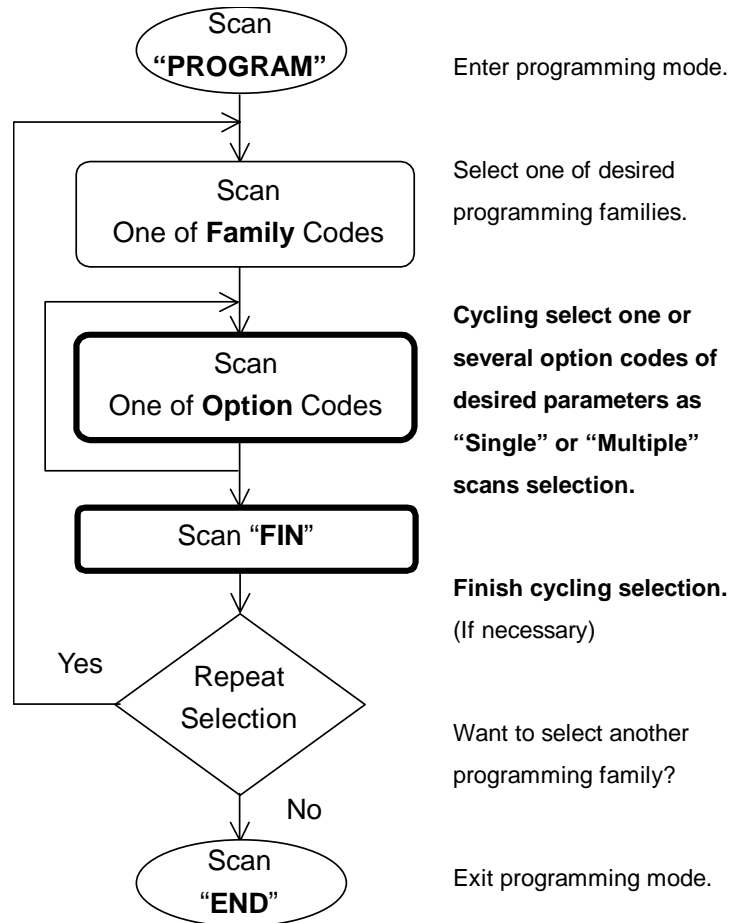 Scan
“PROGRAM”
Enter programming mode.
Scan
One of Family Codes
Select one of desired
programming families.
Scan
One of Option Codes
Cycling select one or
several option codes of
desired parameters as
“Single” or “Multiple”
scans selection.
Scan “FIN”
Finish cycling selection.
(If necessary)
Yes
Repeat
Selection
Want to select another
programming family?
No
Scan
“END”
Exit programming mode.